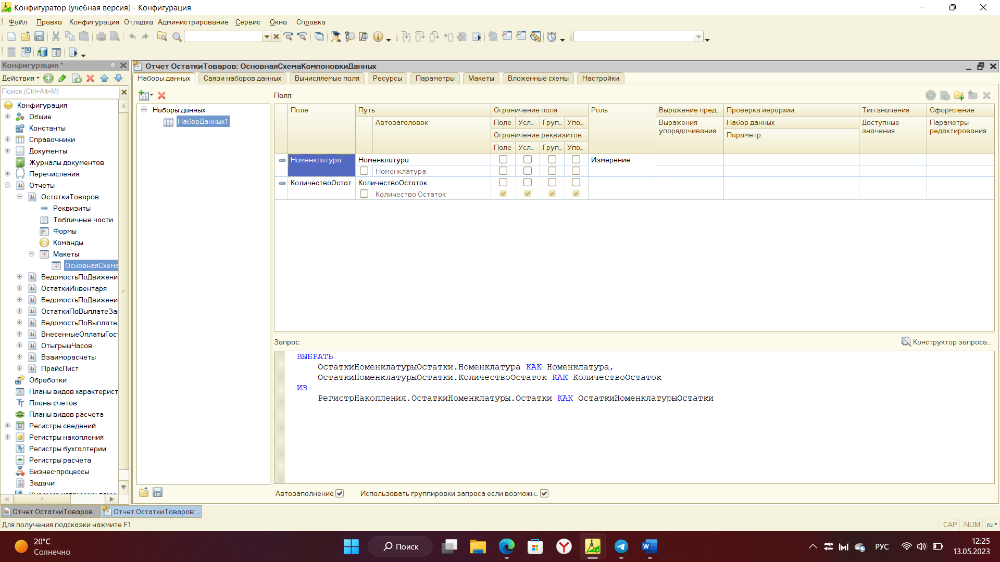 Конфигуратор (учебная версия) - Конфигурация
Файл Правка Конфигурация Отладка Администрирование Сервис Окна Справка
Конфигурация *
Действия
Поиск (Ctrl+Alt+M)
Конфигурация
Общие
Константы
Справочники
Документы
Журналы документов
Перечисления
Отчеты
ОстаткиТоваров
Реквизиты
Табличные части
Формы
Команды
Макеты
ОсновнаяСхема
ВедомостьПоДвижени
ОстаткиИнвентаря
ВедомостьПоДвижени
ОстаткиПоВыплатеЗар
ВедомостьПоВыплате
ВнесенныеОплатыГост
ОтыгрышЧасов
Взаиморасчеты
ПрайсЛист
Обработки
Планы видов характерист
Планы счетов
Планы видов расчета
Регистры сведений
Регистры накопления
Регистры бухгалтерии
Регистры расчета
Бизнес-процессы
Задачи
Отчет ОстаткиТоваров: ОсновнаяСхемаКомпоновкиДанных
Наборы данных Связи наборов данных Вычисляемые поля Ресурсы Параметры Макеты Вложенные схемы Настройки
Наборы данных
НаборДанных1
Поля:
Поле Путь Ограничение поля Роль Выражение пред... Проверка иерархии: Тип значения Оформление
Автозаголовок Поле Усл... Груп... Упо... Выражения упорядочивания Набор данных Доступные значения Параметры редактирования
Ограничение реквизитов Параметр
Поле Усл... Груп... Упо...
Номенклатура Номенклатура Измерение
Номенклатура
КоличествоОстат КоличествоОстаток
Количество Остаток
Запрос:
Конструктор запроса...
ВЫБРАТЬ
ОстаткиНоменклатурыОстатки.Номенклатура КАК Номенклатура,
ОстаткиНоменклатурыОстатки.КоличествоОстаток КАК КоличествоОстаток
ИЗ
РегистрНакопления.ОстаткиНоменклатуры.Остатки КАК ОстаткиНоменклатурыОстатки
Автозаполнение Использовать группировки запроса если возможн...
Отчет ОстаткиТоваров Отчет ОстаткиТоваров: ...
Для получения подсказки нажмите F1
CAP NUM ru
20°C
Солнечно
Поиск
РУС
12:25
13.05.2023